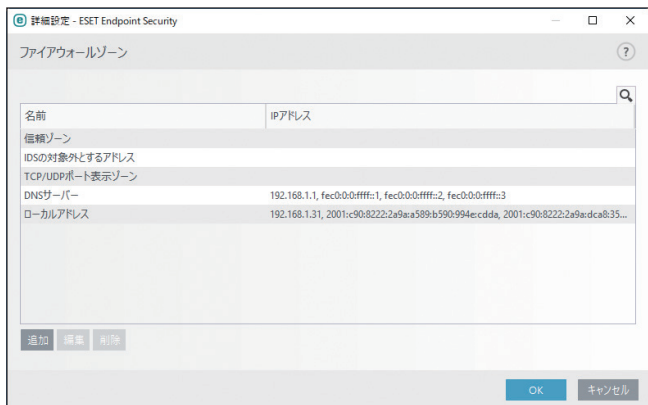 詳細設定 - ESET Endpoint Security
ファイアウォールゾーン
?
名前 IPアドレス
信頼ゾーン
IDSの対象外とするアドレス
TCP/UDPポート表示ゾーン
DNSサーバー 192.168.1.1, fec0:0:0:ffff::1, fec0:0:0:ffff::2, fec0:0:0:ffff::3
ローカルアドレス 192.168.1.31, 2001:c90:8222:2a9a:a589:b590:994e:cdda, 2001:c90:8222:2a9a:dca8:35...
追加 編集 削除
OK キャンセル